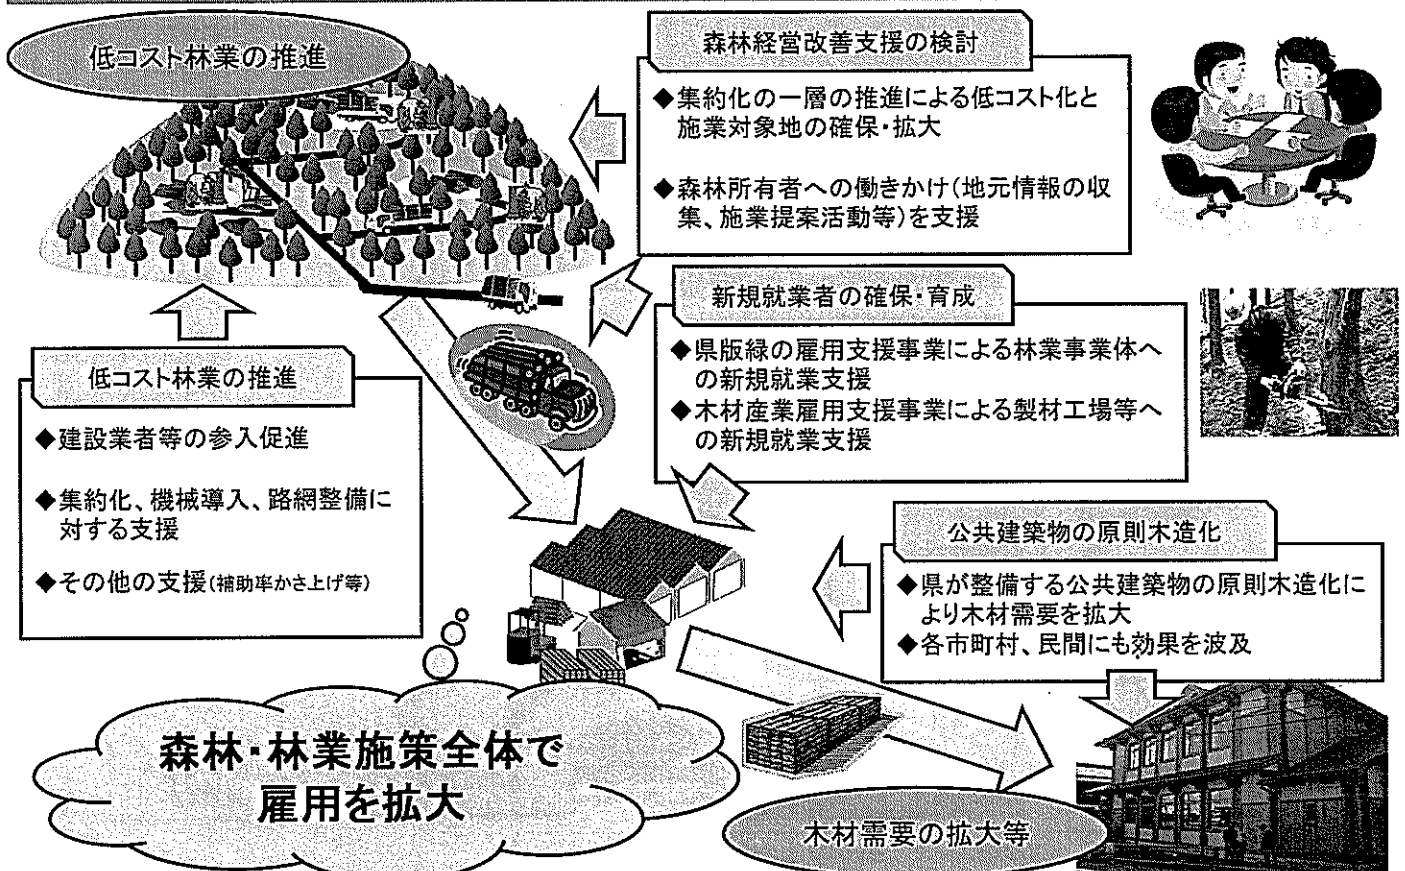 低コスト林業の推進
森林経営改善支援の検討
◆集約化の一層の推進による低コスト化と
施業対象地の確保・拡大
◆森林所有者への働きかけ(地元情報の収
集、施業提案活動等)を支援
新規就業者の確保・育成
◆県版緑の雇用支援事業による林業事業体へ
の新規就業支援
◆木材産業雇用支援事業による製材工場等へ
の新規就業支援
低コスト林業の推進
◆建設業者等の参入促進
◆集約化、機械導入、路網整備に
対する支援
◆その他の支援(補助率かさ上げ等)
公共建築物の原則木造化
◆県が整備する公共建築物の原則木造化に
より木材需要を拡大
◆各市町村、民間にも効果を波及
森林・林業施策全体で
雇用を拡大
木材需要の拡大等